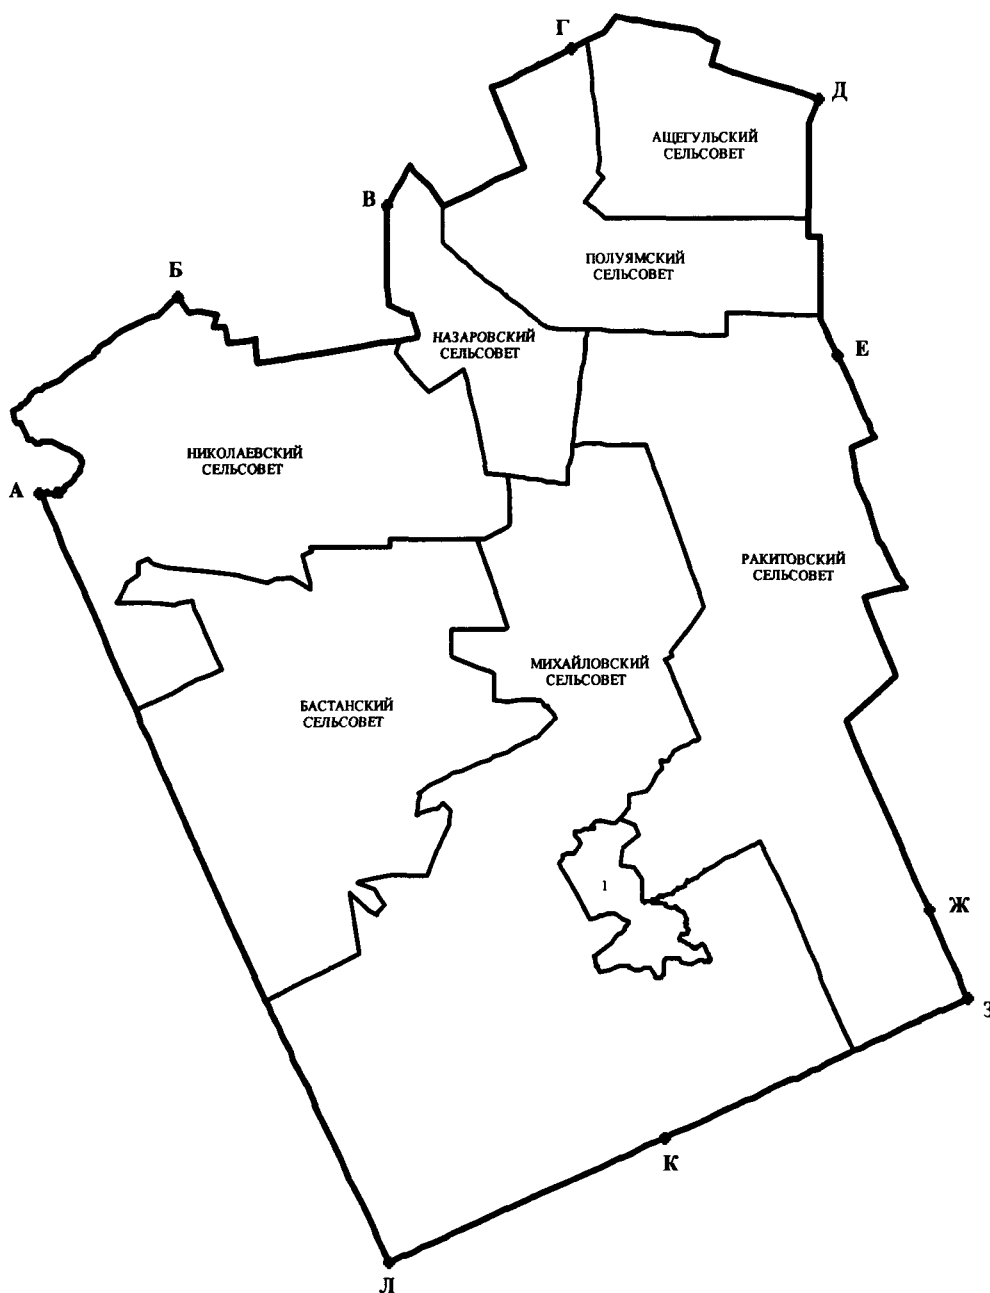 Г
Д
АЩЕГУЛЬСКИЙ
СЕЛЬСОВЕТ
В
ПОЛУЯМСКИЙ
СЕЛЬСОВЕТ
Б
НАЗАРОВСКИЙ
СЕЛЬСОВЕТ
Е
НИКОЛАЕВСКИЙ
СЕЛЬСОВЕТ
А
РАКИТОВСКИЙ
СЕЛЬСОВЕТ
МИХАЙЛОВСКИЙ
СЕЛЬСОВЕТ
БАСТАНСКИЙ
СЕЛЬСОВЕТ
1
Ж
З
К
Л